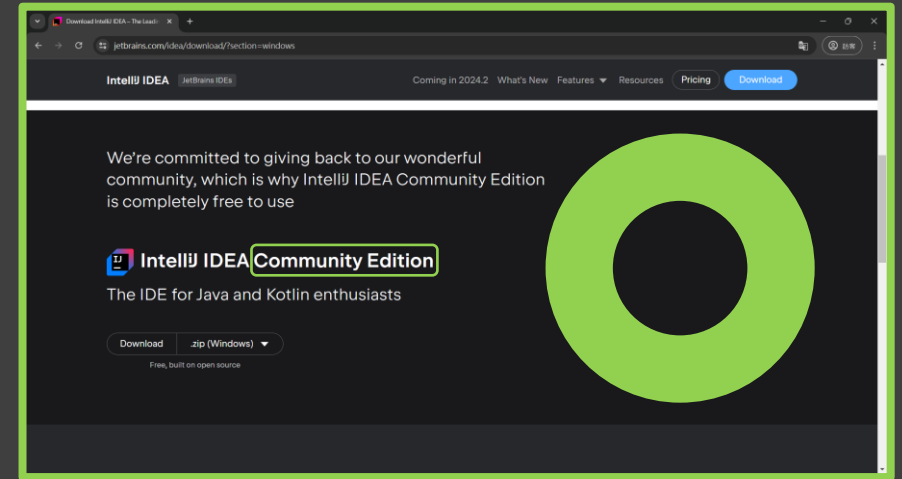 Download IntelliJ IDEA – The Leadi
jetbrains.com/idea/download/?section=windows
訪客
IntelliJ IDEA JetBrains IDEs Coming in 2024.2 What's New Features Resources Pricing Download
We're committed to giving back to our wonderful
community, which is why IntelliJ IDEA Community Edition
is completely free to use
IntelliJ IDEA Community Edition
The IDE for Java and Kotlin enthusiasts
Download .zip (Windows)
Free, built on open source